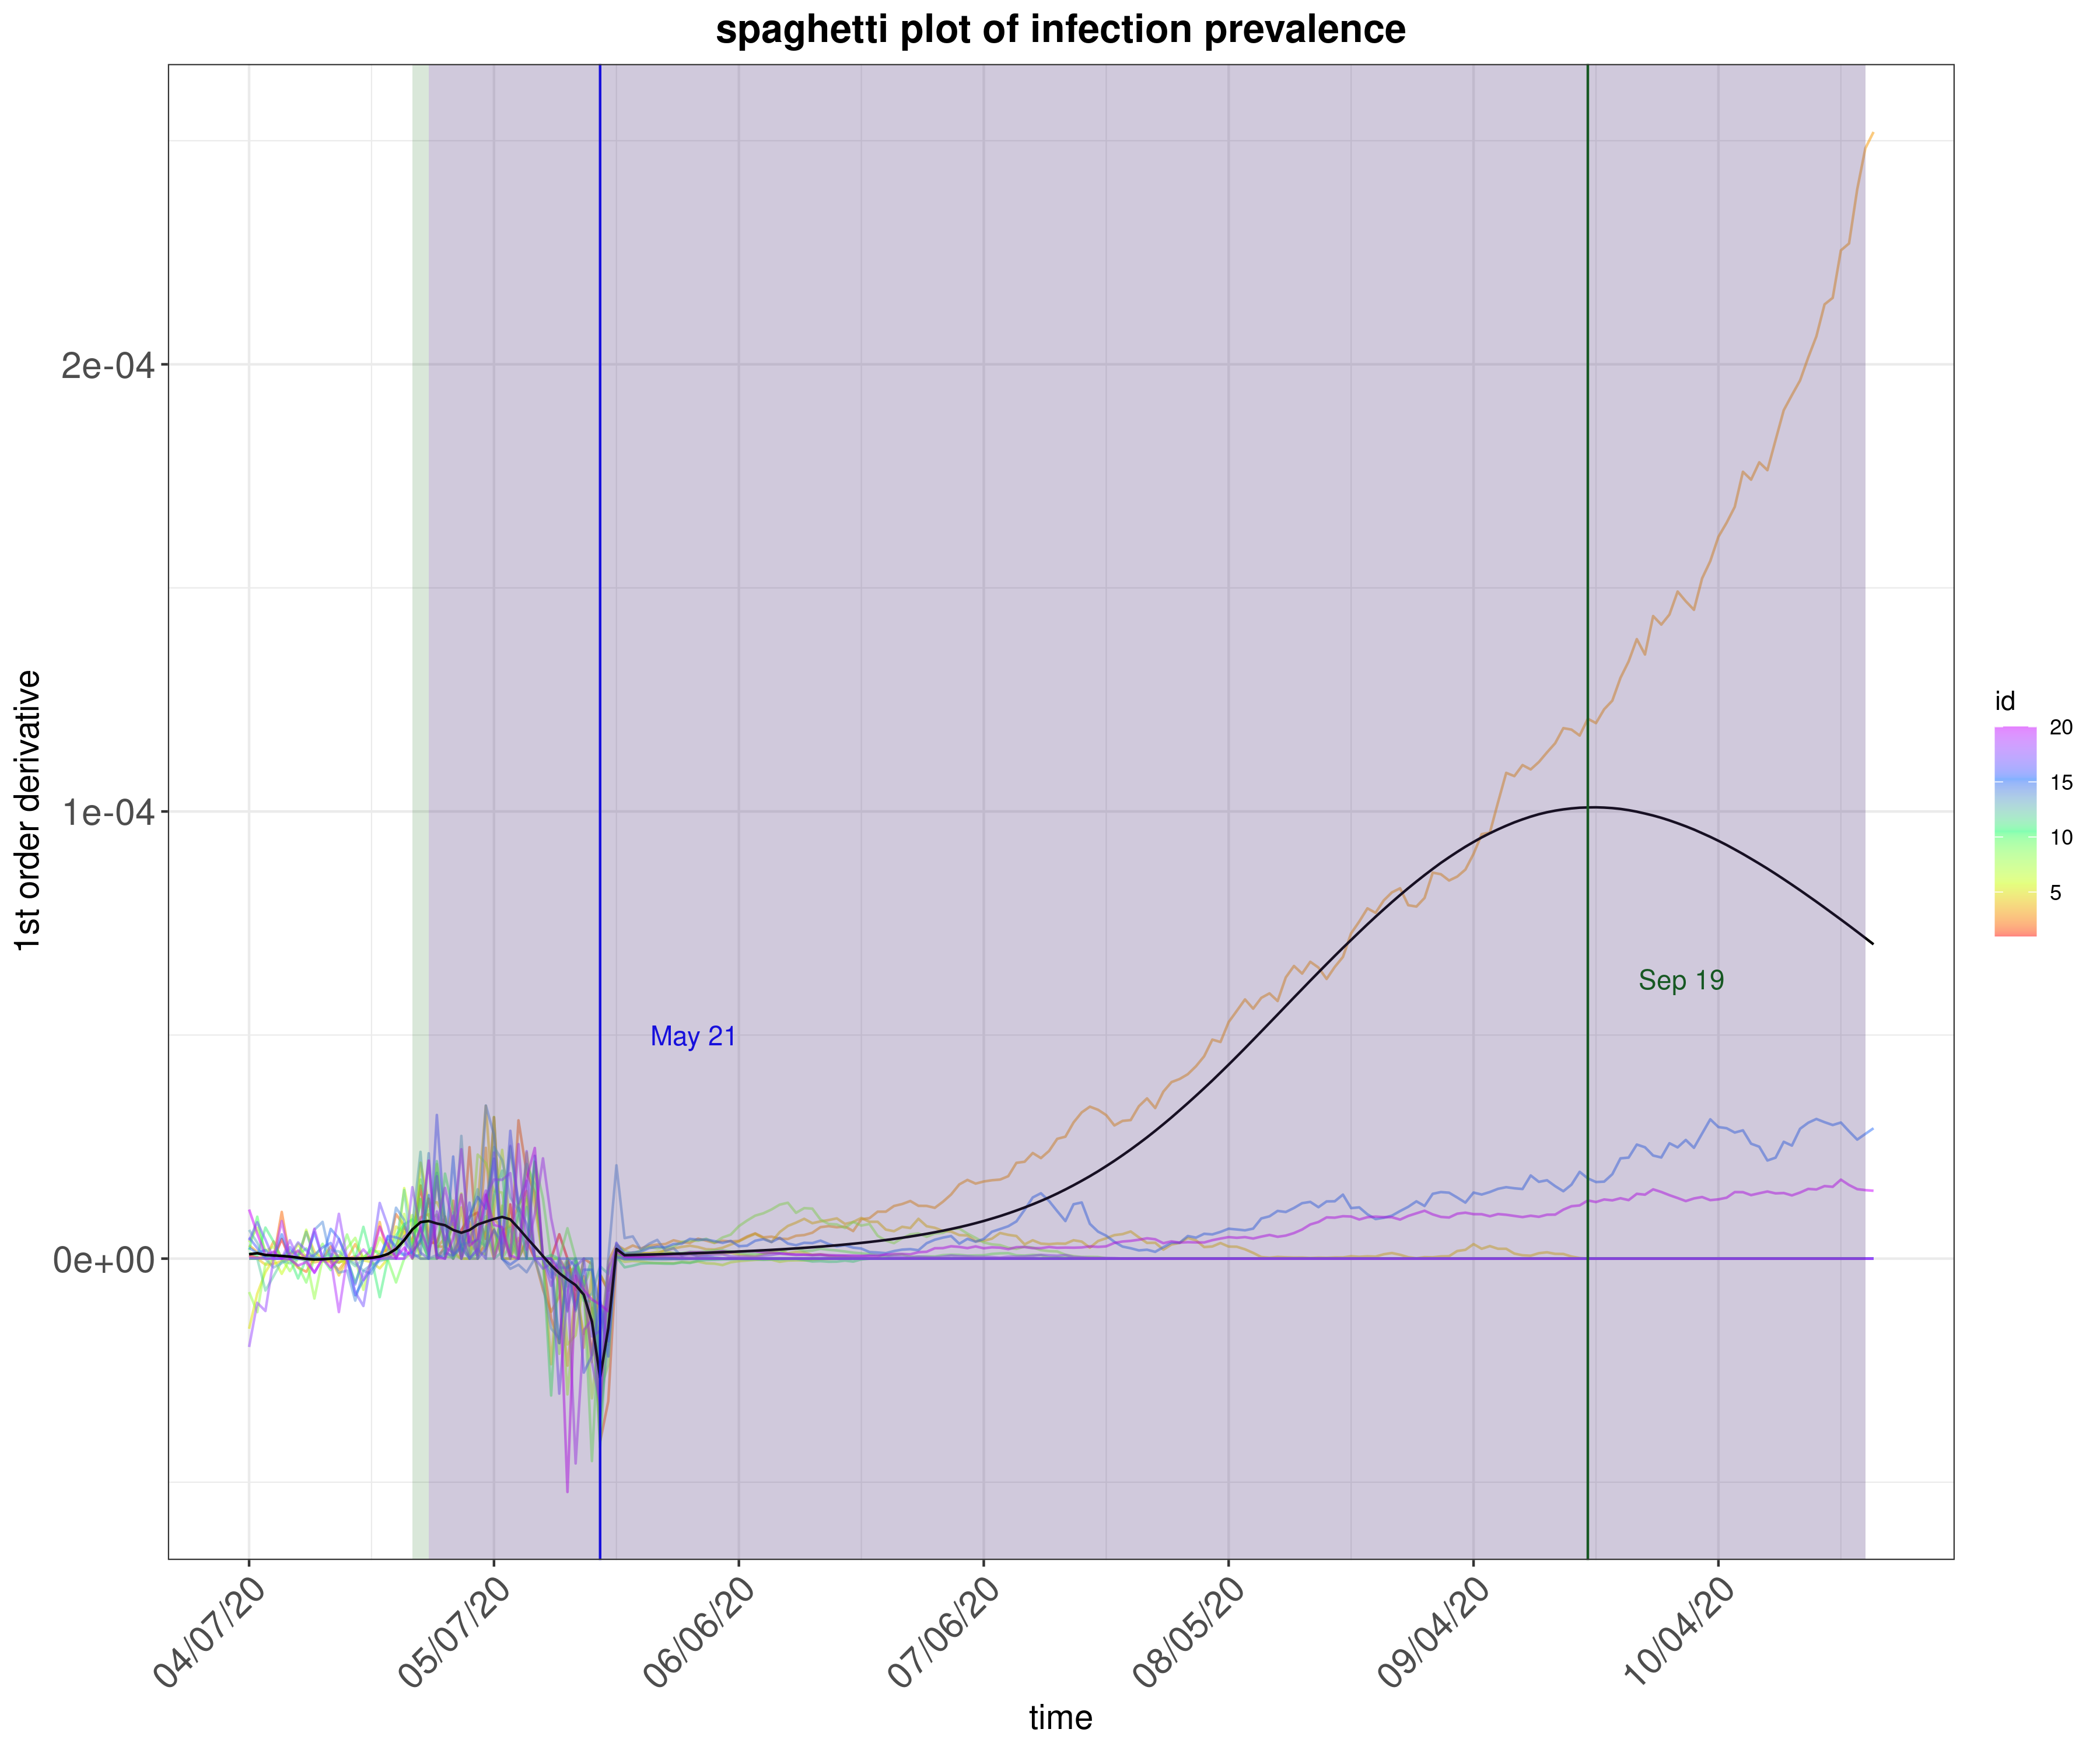 spaghetti plot of infection prevalence
1st order derivative
2e-04
1e-04
0e+00
May 21
Sep 19
04/07/20
05/07/20
06/06/20
07/06/20
08/05/20
09/04/20
10/04/20
time
id
20
15
10
5